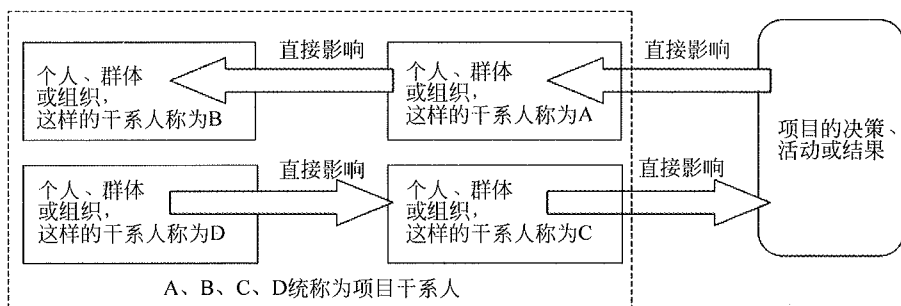 直接影响
直接影响
个人、群体
或组织，
这样的干系人称为B
个人、群体
或组织，
这样的干系人称为A
项目的决策、
活动或结果
直接影响
直接影响
个人、群体
或组织，
这样的干系人称为D
个人、群体
或组织，
这样的干系人称为C
A、B、C、D统称为项目干系人